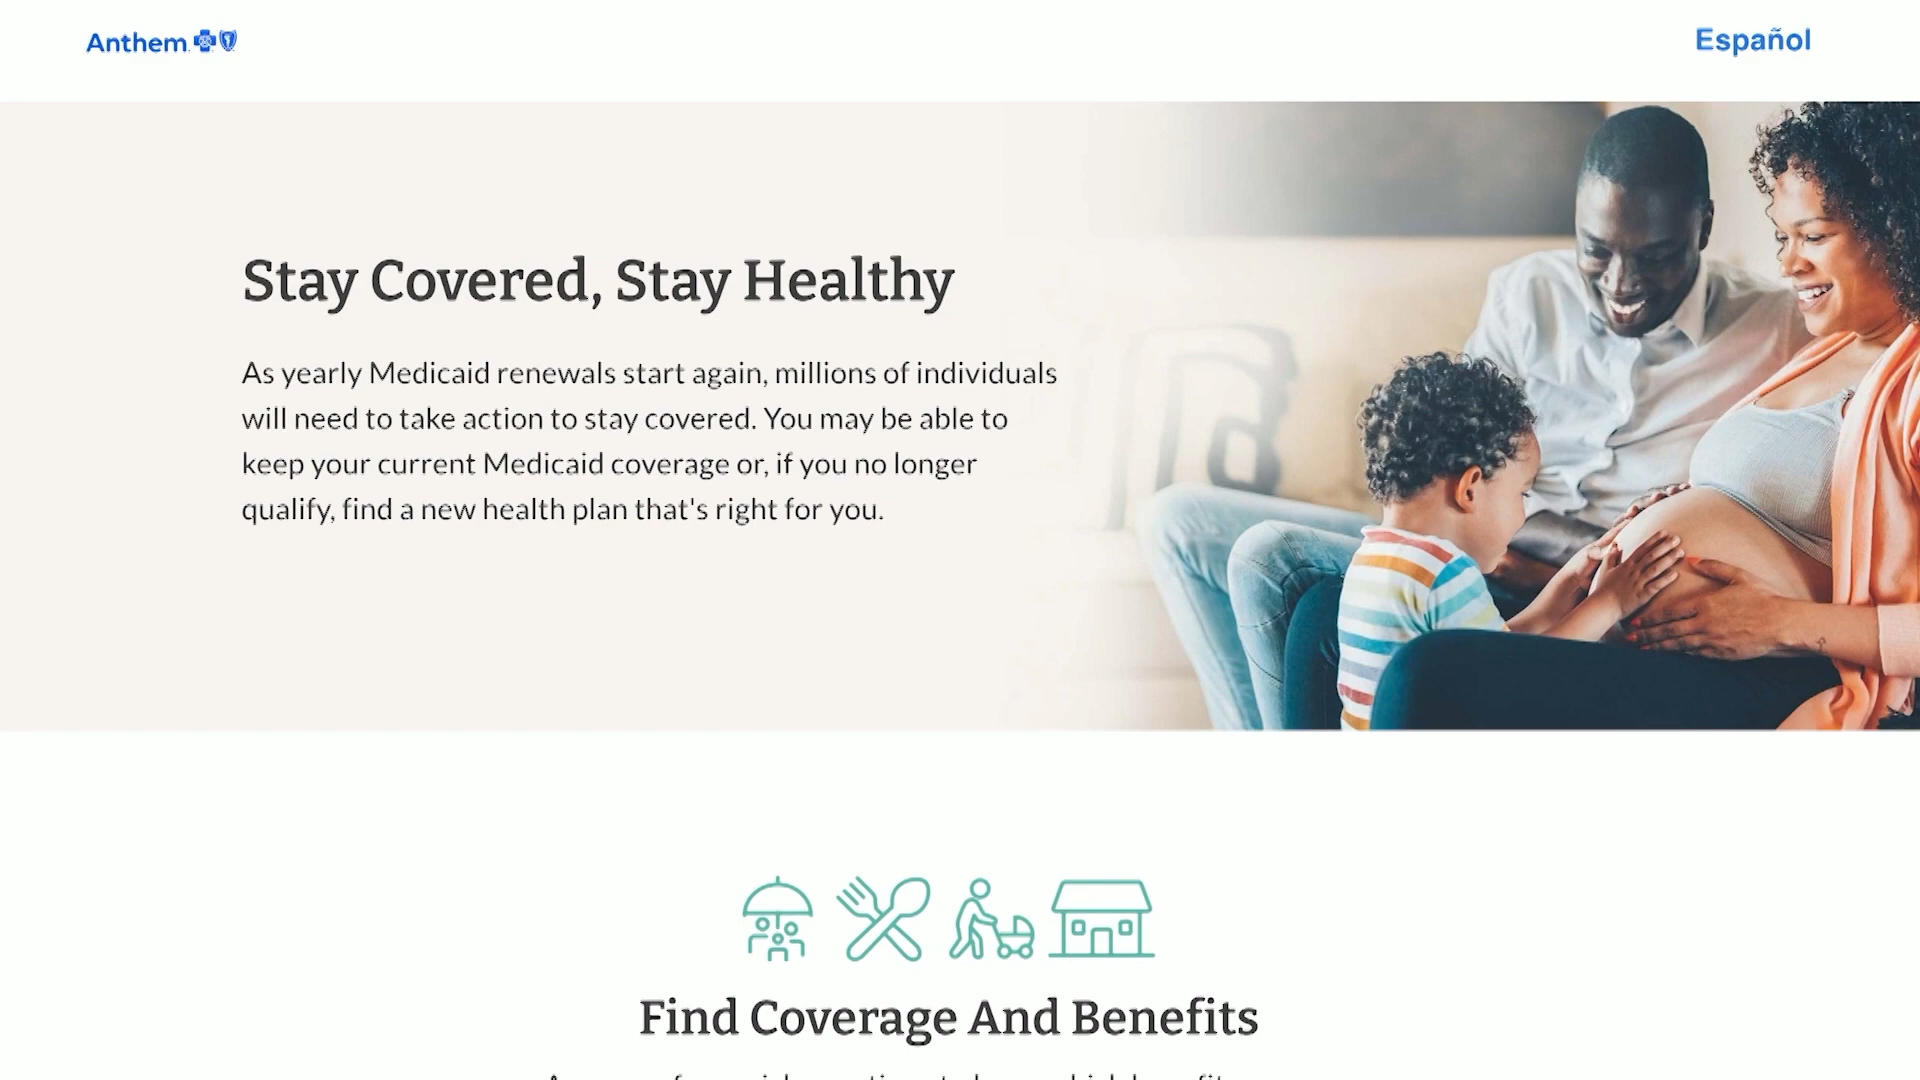 Anthem
Español
Stay Covered, Stay Healthy
As yearly Medicaid renewals start again, millions of individuals
will need to take action to stay covered. You may be able to
keep your current Medicaid coverage or, if you no longer
qualify, find a new health plan that's right for you.
Find Coverage And Benefits